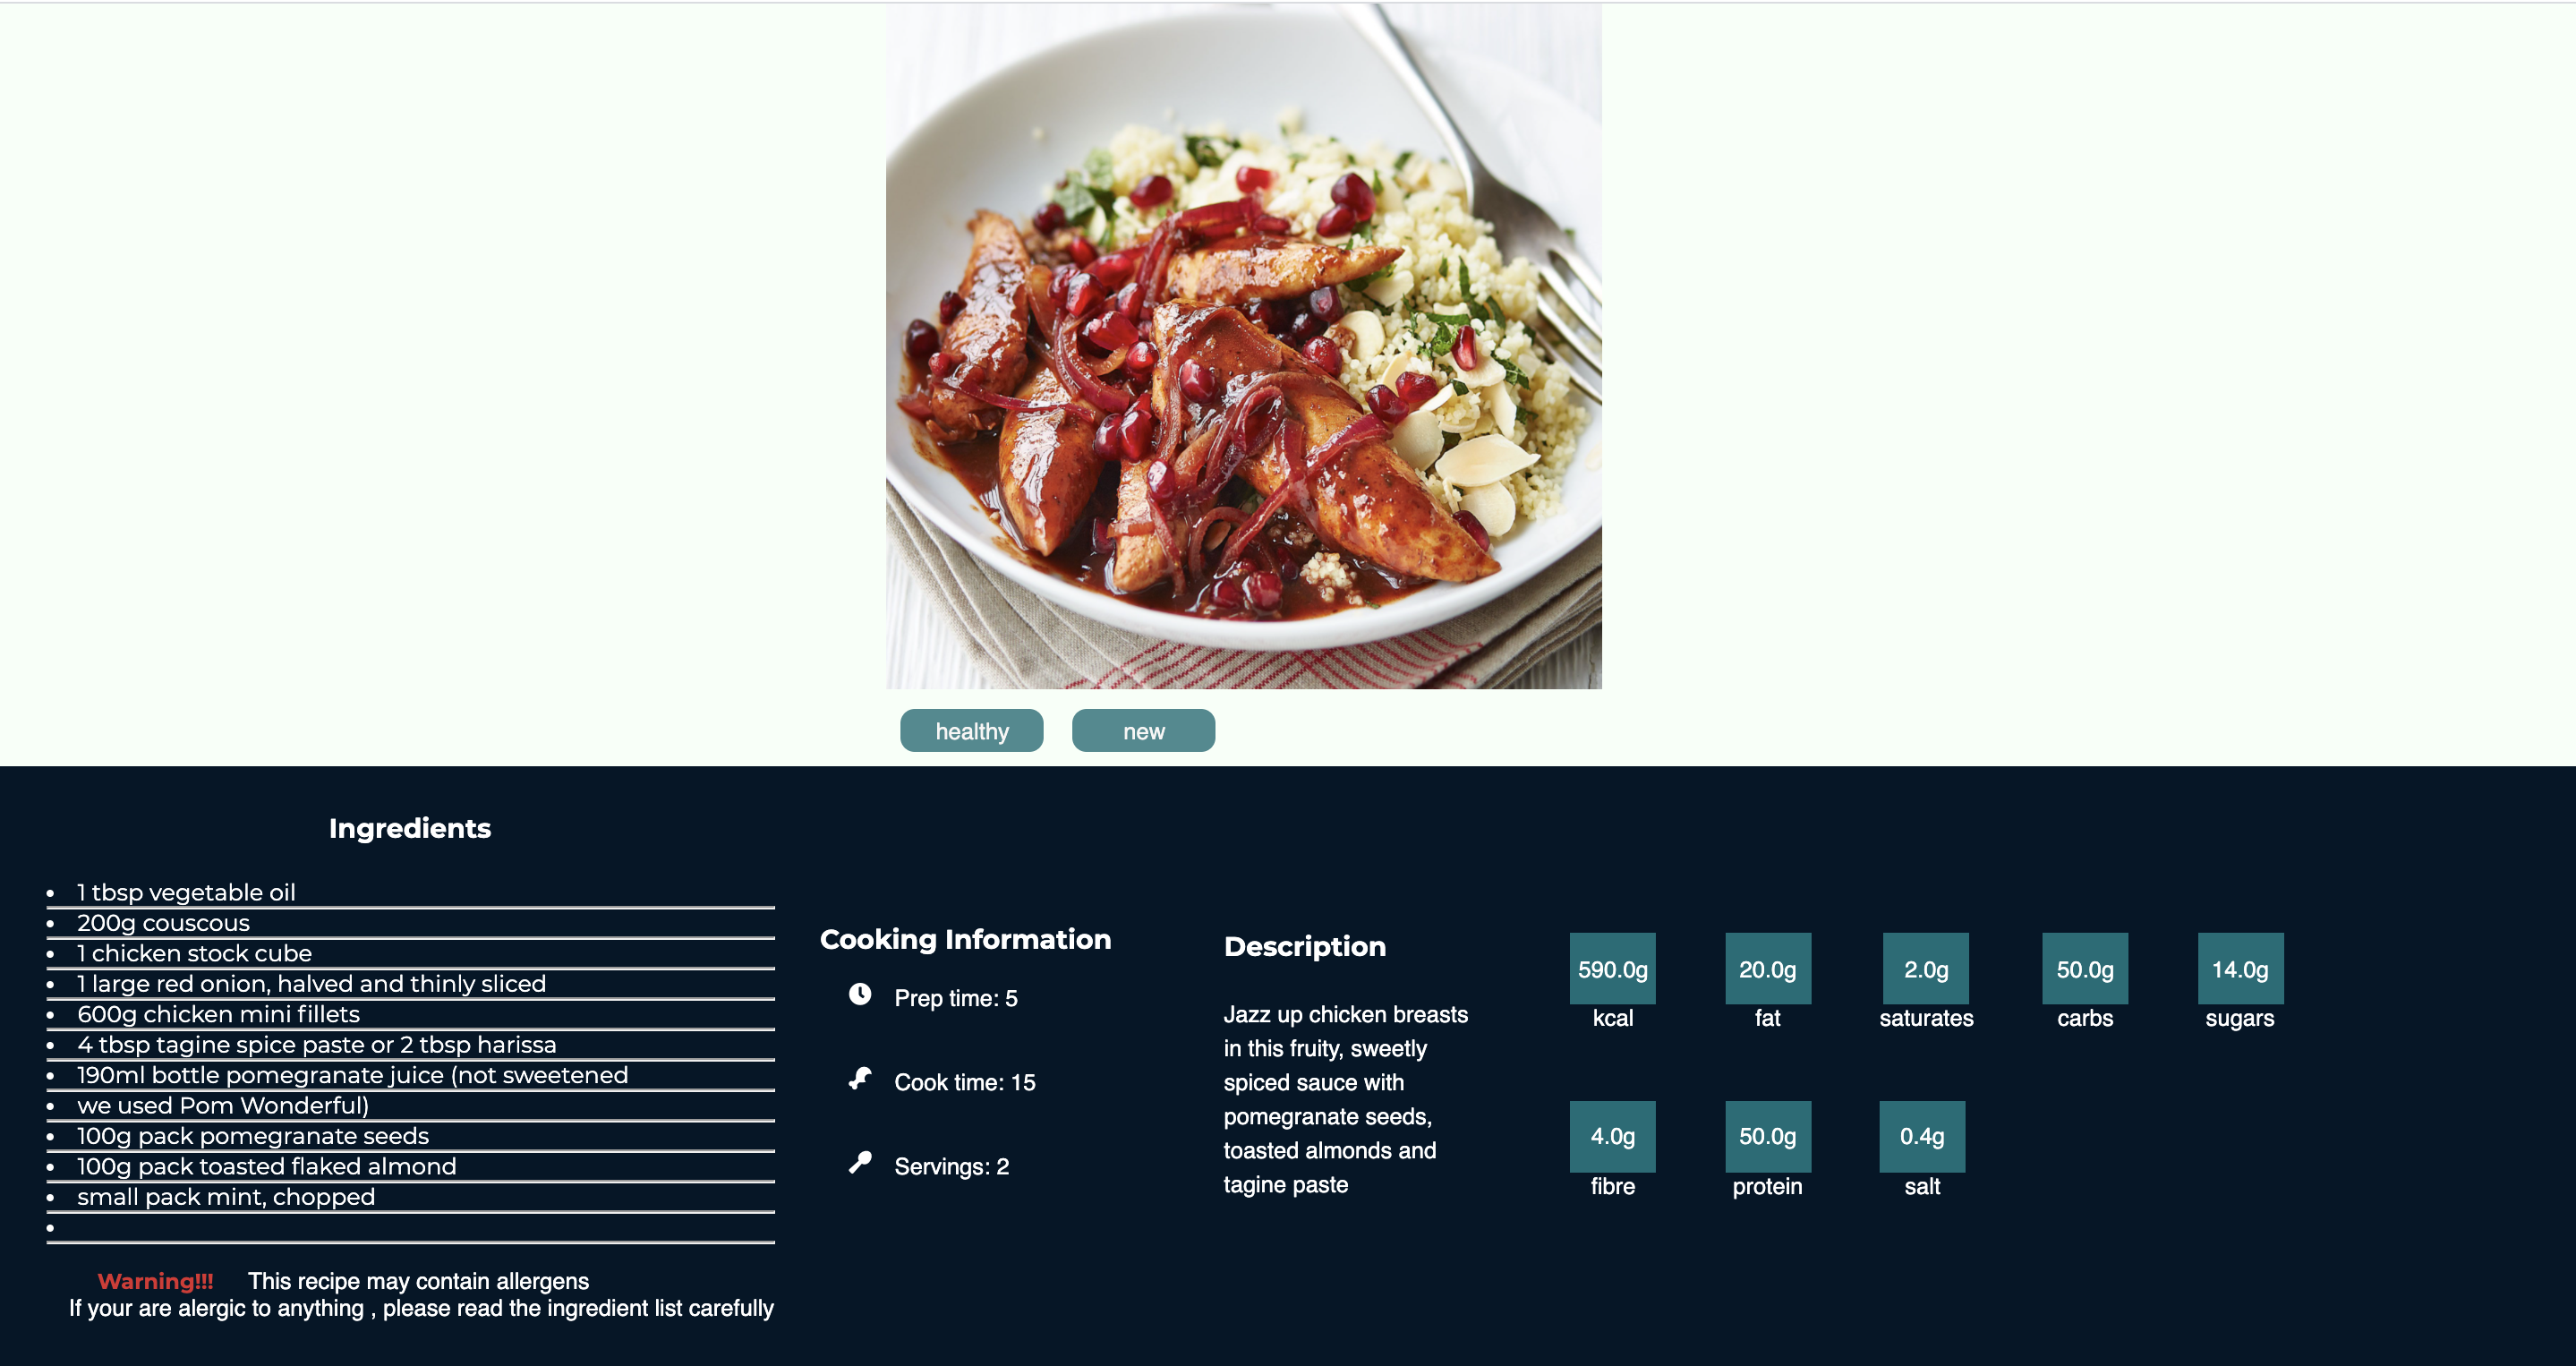 healthy
new
Ingredients
1 tbsp vegetable oil
200g couscous
1 chicken stock cube
1 large red onion, halved and thinly sliced
600g chicken mini fillets
4 tbsp tagine spice paste or 2 tbsp harissa
190ml bottle pomegranate juice (not sweetened
we used Pom Wonderful)
100g pack pomegranate seeds
100g pack toasted flaked almond
small pack mint, chopped
Warning!!! This recipe may contain allergens
If your are alergic to anything , please read the ingredient list carefully
Cooking Information
Prep time: 5
Cook time: 15
Servings: 2
Description
Jazz up chicken breasts
in this fruity, sweetly
spiced sauce with
pomegranate seeds,
toasted almonds and
tagine paste
590.0g
kcal
20.0g
fat
2.0g
saturates
50.0g
carbs
14.0g
sugars
4.0g
fibre
50.0g
protein
0.4g
salt